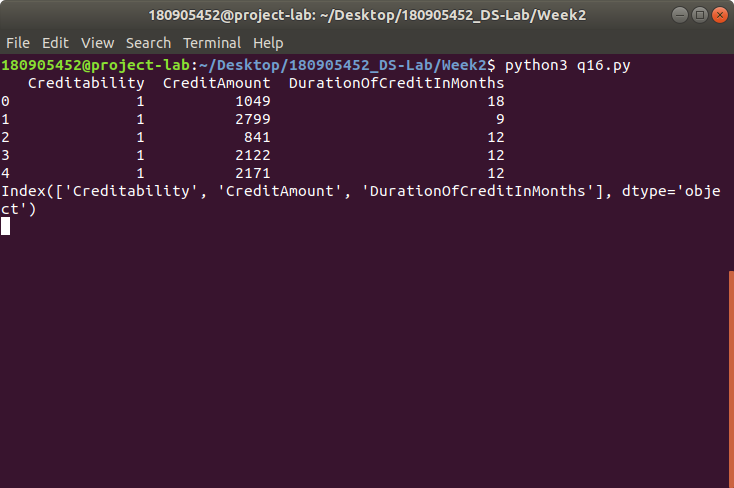 180905452@project-lab: ~/Desktop/180905452_DS-Lab/Week2
File Edit View Search Terminal Help
180905452@project-lab:~/Desktop/180905452_DS-Lab/Week2$ python3 q16.py
   Creditability  CreditAmount  DurationOfCreditInMonths
0              1          1049                        18
1              1          2799                         9
2              1           841                        12
3              1          2122                        12
4              1          2171                        12
Index(['Creditability', 'CreditAmount', 'DurationOfCreditInMonths'], dtype='obje
ct')